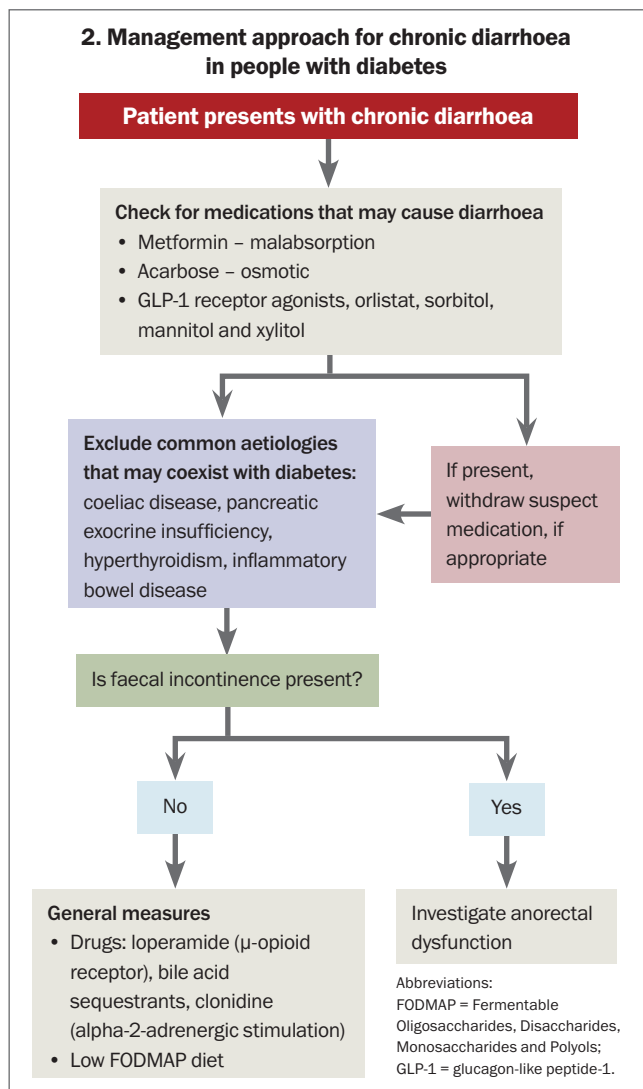 2. Management approach for chronic diarrhoea
in people with diabetes
Patient presents with chronic diarrhoea
Check for medications that may cause diarrhoea
• Metformin – malabsorption
• Acarbose – osmotic
• GLP-1 receptor agonists, orlistat, sorbitol,
mannitol and xylitol
Exclude common aetiologies
that may coexist with diabetes:
coeliac disease, pancreatic
exocrine insufficiency,
hyperthyroidism, inflammatory
bowel disease
If present,
withdraw suspect
medication, if
appropriate
Is faecal incontinence present?
No
Yes
General measures
• Drugs: loperamide (μ-opioid
receptor), bile acid
sequestrants, clonidine
(alpha-2-adrenergic stimulation)
• Low FODMAP diet
Investigate anorectal
dysfunction
Abbreviations:
FODMAP = Fermentable
Oligosaccharides, Disaccharides,
Monosaccharides and Polyols;
GLP-1 = glucagon-like peptide-1.